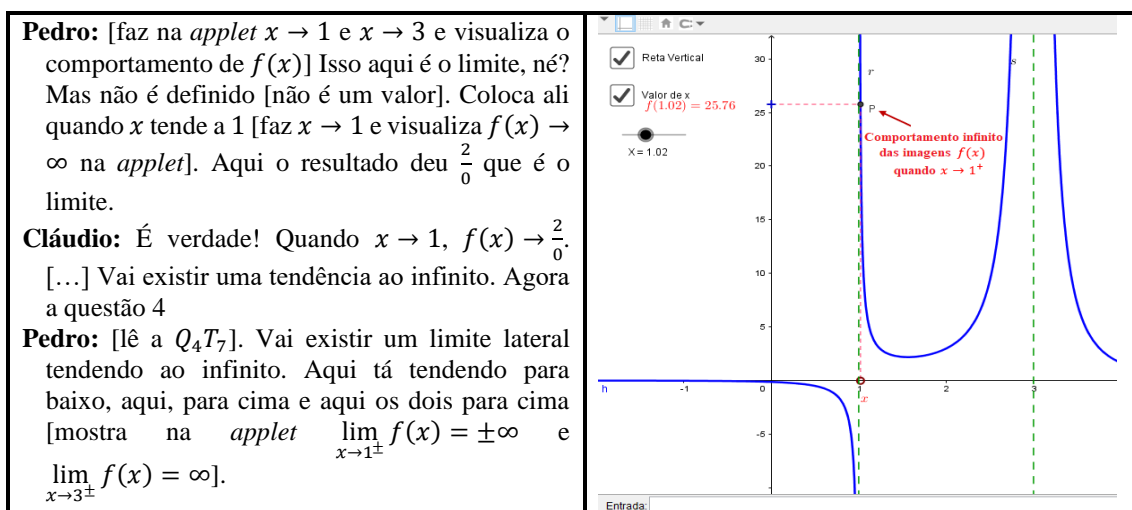 Pedro: [faz na applet x → 1 e x → 3 e visualiza o
comportamento de f(x)] Isso aqui é o limite, né?
Mas não é definido [não é um valor]. Coloca ali
quando x tende a 1 [faz x → 1 e visualiza f(x) →
∞ na applet]. Aqui o resultado deu 2/0 que é o
limite.
Cláudio: É verdade! Quando x → 1, f(x) → 2/0.
[…] Vai existir uma tendência ao infinito. Agora
a questão 4
Pedro: [lê a Q₄T₇]. Vai existir um limite lateral
tendendo ao infinito. Aqui tá tendendo para
baixo, aqui, para cima e aqui os dois para cima
[mostra na applet lim x→1± f(x) = ±∞ e
lim x→3± f(x) = ∞].
Reta Vertical
Valor de x
f(1.02) = 25.76
X = 1.02
30
25
20
15
10
5
-5
-1
0
2
3
h
r
s
P
x
Comportamento infinito
das imagens f(x)
quando x → 1⁺
Entrada: